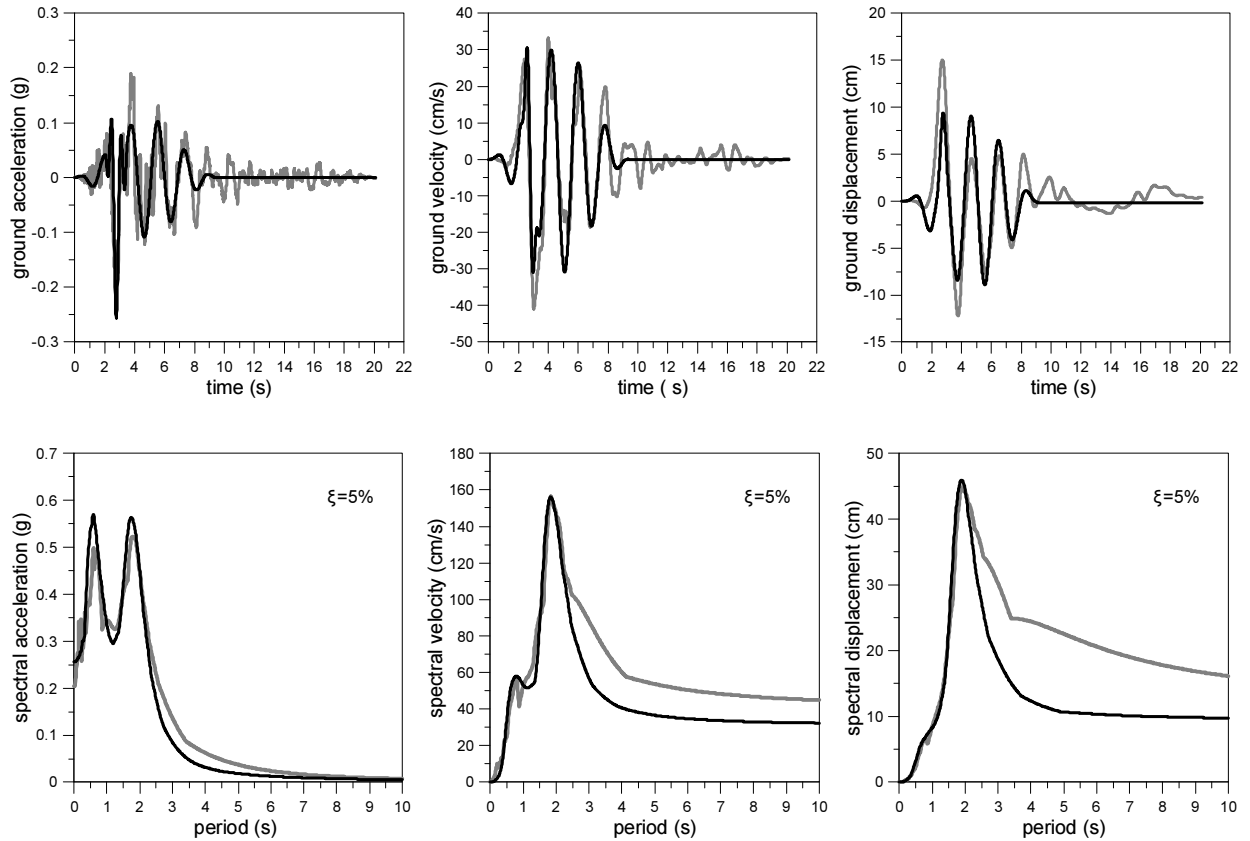 0.3
0.2
0.1
0
-0.1
-0.2
-0.3
ground acceleration (g)
0 2 4 6 8 10 12 14 16 18 20 22
time (s)
40
30
20
10
0
-10
-20
-30
-40
-50
ground velocity (cm/s)
0 2 4 6 8 10 12 14 16 18 20 22
time ( s)
20
15
10
5
0
-5
-10
-15
ground displacement (cm)
0 2 4 6 8 10 12 14 16 18 20 22
time (s)
0.7
0.6
0.5
0.4
0.3
0.2
0.1
0
spectral acceleration (g)
ξ=5%
0 1 2 3 4 5 6 7 8 9 10
period (s)
180
160
140
120
100
80
60
40
20
0
spectral velocity (cm/s)
ξ=5%
0 1 2 3 4 5 6 7 8 9 10
period (s)
50
40
30
20
10
0
spectral displacement (cm)
ξ=5%
0 1 2 3 4 5 6 7 8 9 10
period (s)